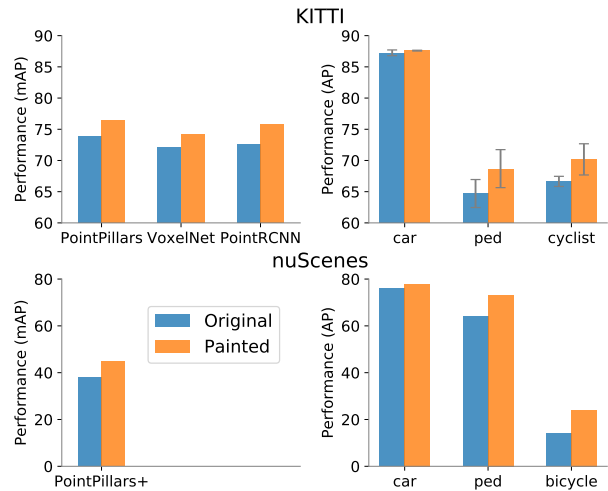 KITTI
Performance (mAP)
90
85
80
75
70
65
60
PointPillars VoxelNet PointRCNN
Performance (AP)
90
85
80
75
70
65
60
car ped cyclist
nuScenes
Performance (mAP)
80
60
40
20
0
PointPillars+
Original
Painted
Performance (AP)
80
60
40
20
0
car ped bicycle